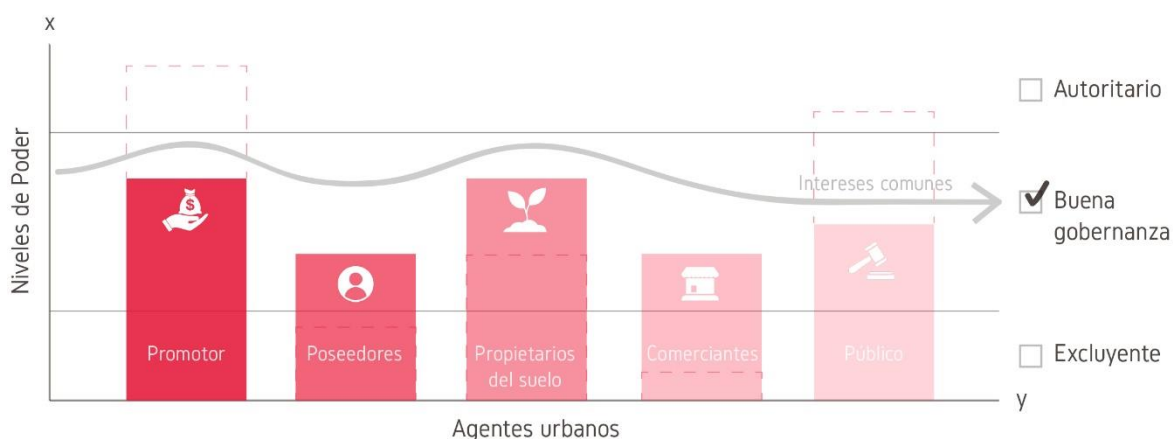 x
Autoritario
Niveles de Poder
Intereses comunes
Buena
gobernanza
$
Promotor
Poseedores
Propietarios
del suelo
Comerciantes
Público
Excluyente
y
Agentes urbanos